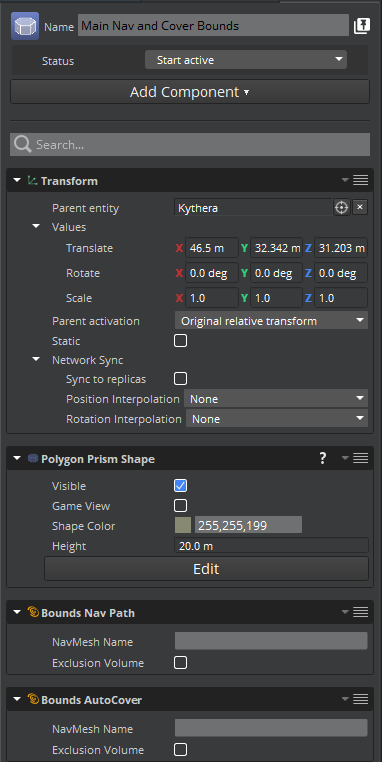 Name Main Nav and Cover Bounds
Status Start active
Add Component
Search...
Transform
Parent entity Kythera
Values
Translate X 46.5 m Y 32.342 m Z 31.203 m
Rotate X 0.0 deg Y 0.0 deg Z 0.0 deg
Scale X 1.0 Y 1.0 Z 1.0
Parent activation Original relative transform
Static
Network Sync
Sync to replicas
Position Interpolation None
Rotation Interpolation None
Polygon Prism Shape ?
Visible
Game View
Shape Color 255,255,199
Height 20.0 m
Edit
Bounds Nav Path
NavMesh Name
Exclusion Volume
Bounds AutoCover
NavMesh Name
Exclusion Volume